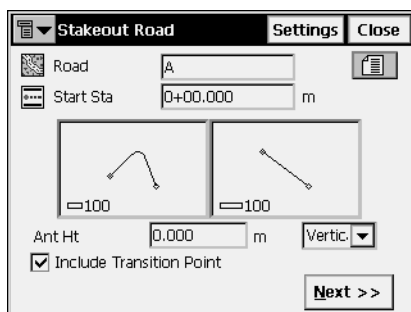 Stakeout Road Settings Close
Road A
Start Sta 0+00.000 m
100 100
Ant Ht 0.000 m Vertic.
Include Transition Point
Next >>